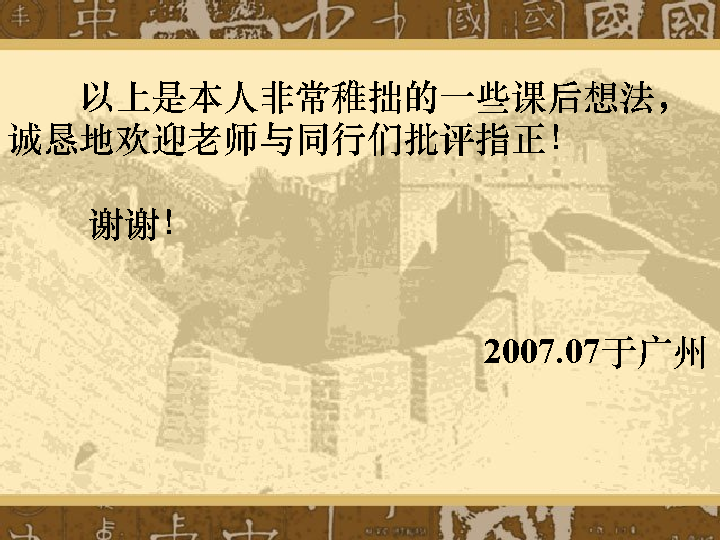 以上是本人非常稚拙的一些课后想法，
诚恳地欢迎老师与同行们批评指正！
谢谢！
2007.07于广州